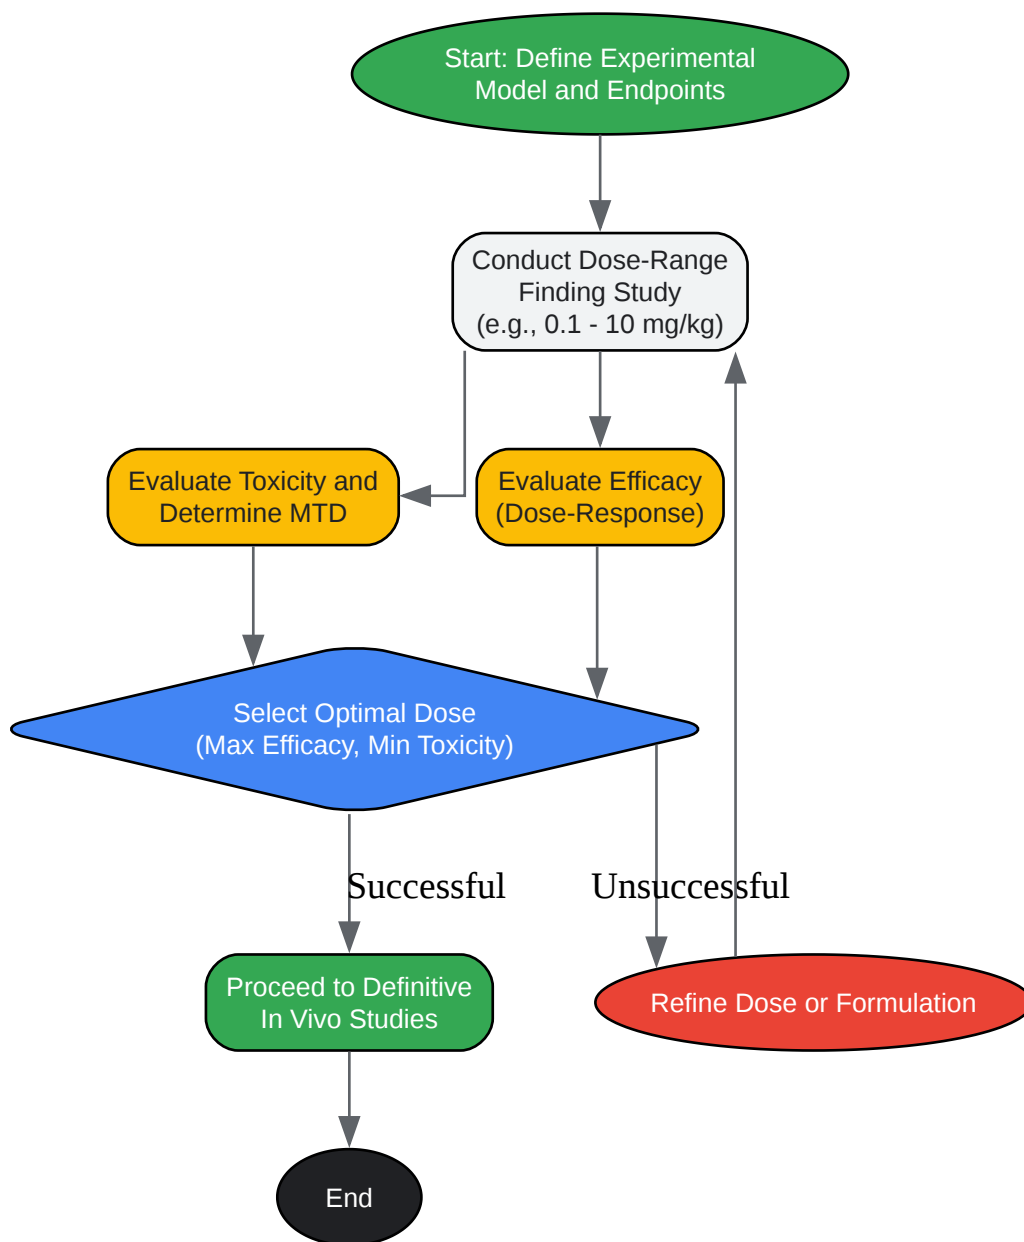 Start: Define Experimental
Model and Endpoints
Conduct Dose-Range
Finding Study
(e.g., 0.1 - 10 mg/kg)
Evaluate Toxicity and
Determine MTD
Evaluate Efficacy
(Dose-Response)
Select Optimal Dose
(Max Efficacy, Min Toxicity)
Successful
Unsuccessful
Proceed to Definitive
In Vivo Studies
Refine Dose or Formulation
End